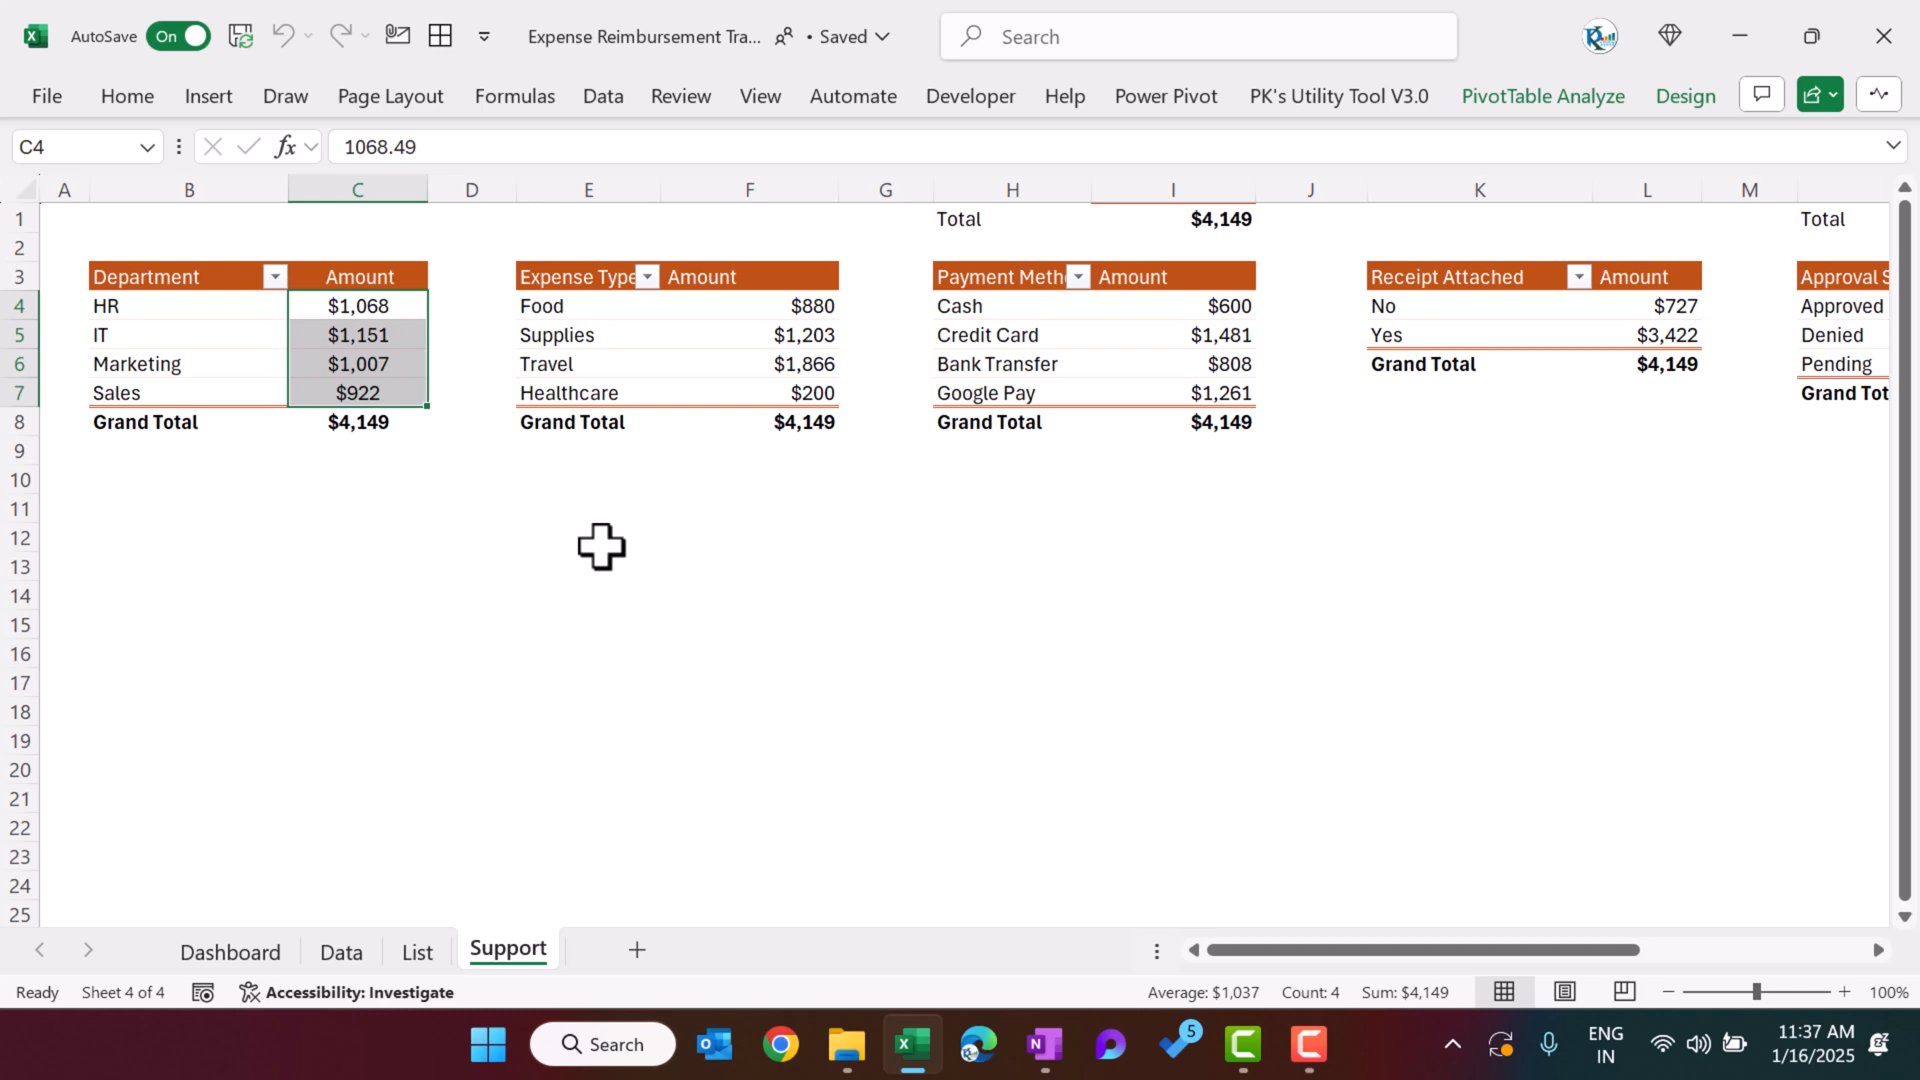 AutoSave On Expense Reimbursement Tra... • Saved Search
File Home Insert Draw Page Layout Formulas Data Review View Automate Developer Help Power Pivot PK's Utility Tool V3.0 PivotTable Analyze Design
C4 fx 1068.49
A B C D E F G H I J K L M
1 Total $4,149 Total
2
3 Department Amount Expense Type Amount Payment Meth Amount Receipt Attached Amount Approval S
4 HR $1,068 Food $880 Cash $600 No $727 Approved
5 IT $1,151 Supplies $1,203 Credit Card $1,481 Yes $3,422 Denied
6 Marketing $1,007 Travel $1,866 Bank Transfer $808 Grand Total $4,149 Pending
7 Sales $922 Healthcare $200 Google Pay $1,261 Grand Tot
8 Grand Total $4,149 Grand Total $4,149 Grand Total $4,149
9
10
11
12
13
14
15
16
17
18
19
20
21
22
23
24
25
Dashboard Data List Support
Ready Sheet 4 of 4 Accessibility: Investigate Average: $1,037 Count: 4 Sum: $4,149 100%
Search 5 ENG 11:37 AM
IN 1/16/2025